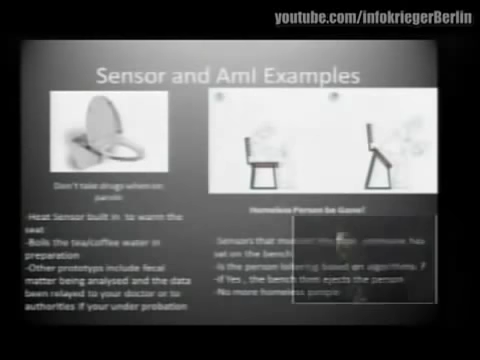 youtube.com/infokriegerBerlin
Sensor and AmI Examples
Don't take drugs when on
parole
Homeless Person be Gone!
-Heat Sensor built in to warm the
seat
-Boils the tea/coffee water in
preparation
-Other prototyps include fecal
matter being analysed and the data
been relayed to your doctor or to
authorities if your under probation
-Sensors that has
sat on the bench
-Is the person based on algorithms ?
-If Yes , the bench then ejects the person
-No more homeless people